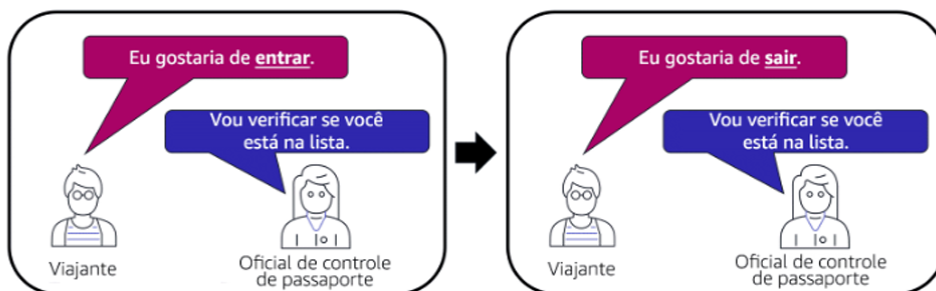 Eu gostaria de entrar.
Vou verificar se você
está na lista.
Viajante
Oficial de controle
de passaporte
Eu gostaria de sair.
Vou verificar se você
está na lista.
Viajante
Oficial de controle
de passaporte